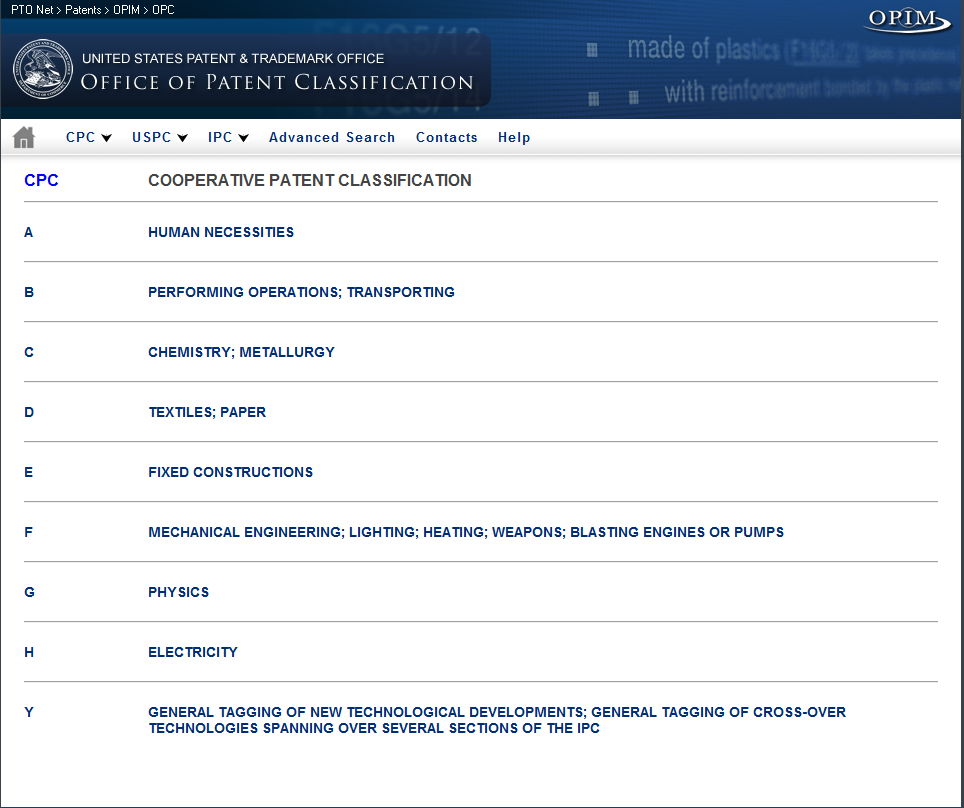 PTO Net > Patents > OPIM > OPC
OPIM
UNITED STATES PATENT & TRADEMARK OFFICE
OFFICE OF PATENT CLASSIFICATION
made of plastics
with reinforcement
CPC USPC IPC Advanced Search Contacts Help
CPC COOPERATIVE PATENT CLASSIFICATION
A HUMAN NECESSITIES
B PERFORMING OPERATIONS; TRANSPORTING
C CHEMISTRY; METALLURGY
D TEXTILES; PAPER
E FIXED CONSTRUCTIONS
F MECHANICAL ENGINEERING; LIGHTING; HEATING; WEAPONS; BLASTING ENGINES OR PUMPS
G PHYSICS
H ELECTRICITY
Y GENERAL TAGGING OF NEW TECHNOLOGICAL DEVELOPMENTS; GENERAL TAGGING OF CROSS-OVER
TECHNOLOGIES SPANNING OVER SEVERAL SECTIONS OF THE IPC